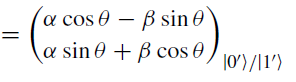 = (α cos θ − β sin θ
α sin θ + β cos θ)|0′⟩/|1′⟩